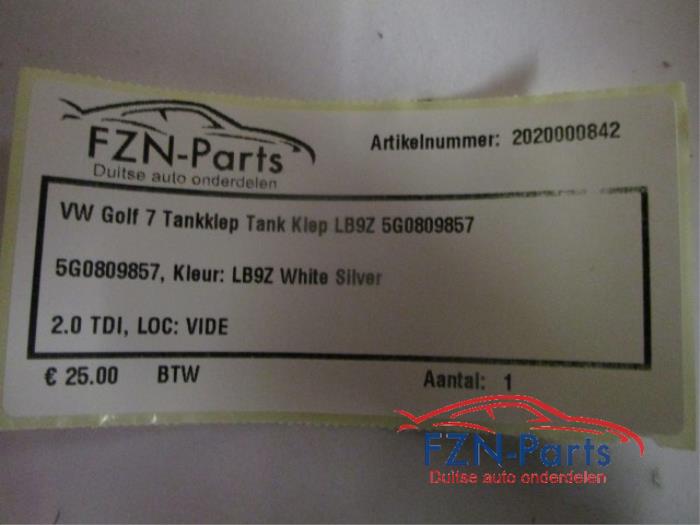 FZN-Parts
Duitse auto onderdelen
Artikelnummer: 2020000842
VW Golf 7 Tankklep Tank Klep LB9Z 5G0809857
5G0809857, Kleur: LB9Z White Silver
2.0 TDI, LOC: VIDE
€ 25.00 BTW Aantal: 1
FZN-Parts
Duitse auto onderdelen